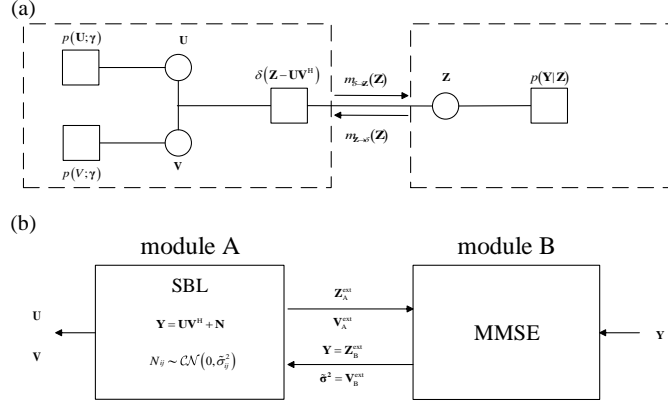 (a)
p(U;γ)
U
δ(Z − UV^H)
m_{δ→Z}(Z)
Z
p(Y|Z)
m_{Z→δ}(Z)
V
p(V;γ)
(b)
module A
module B
SBL
Z_A^ext
U
Y = UV^H + N
V_A^ext
MMSE
Y
Y = Z_B^ext
V
N_ij ~ CN(0, σ̃_ij^2)
σ̃^2 = V_B^ext